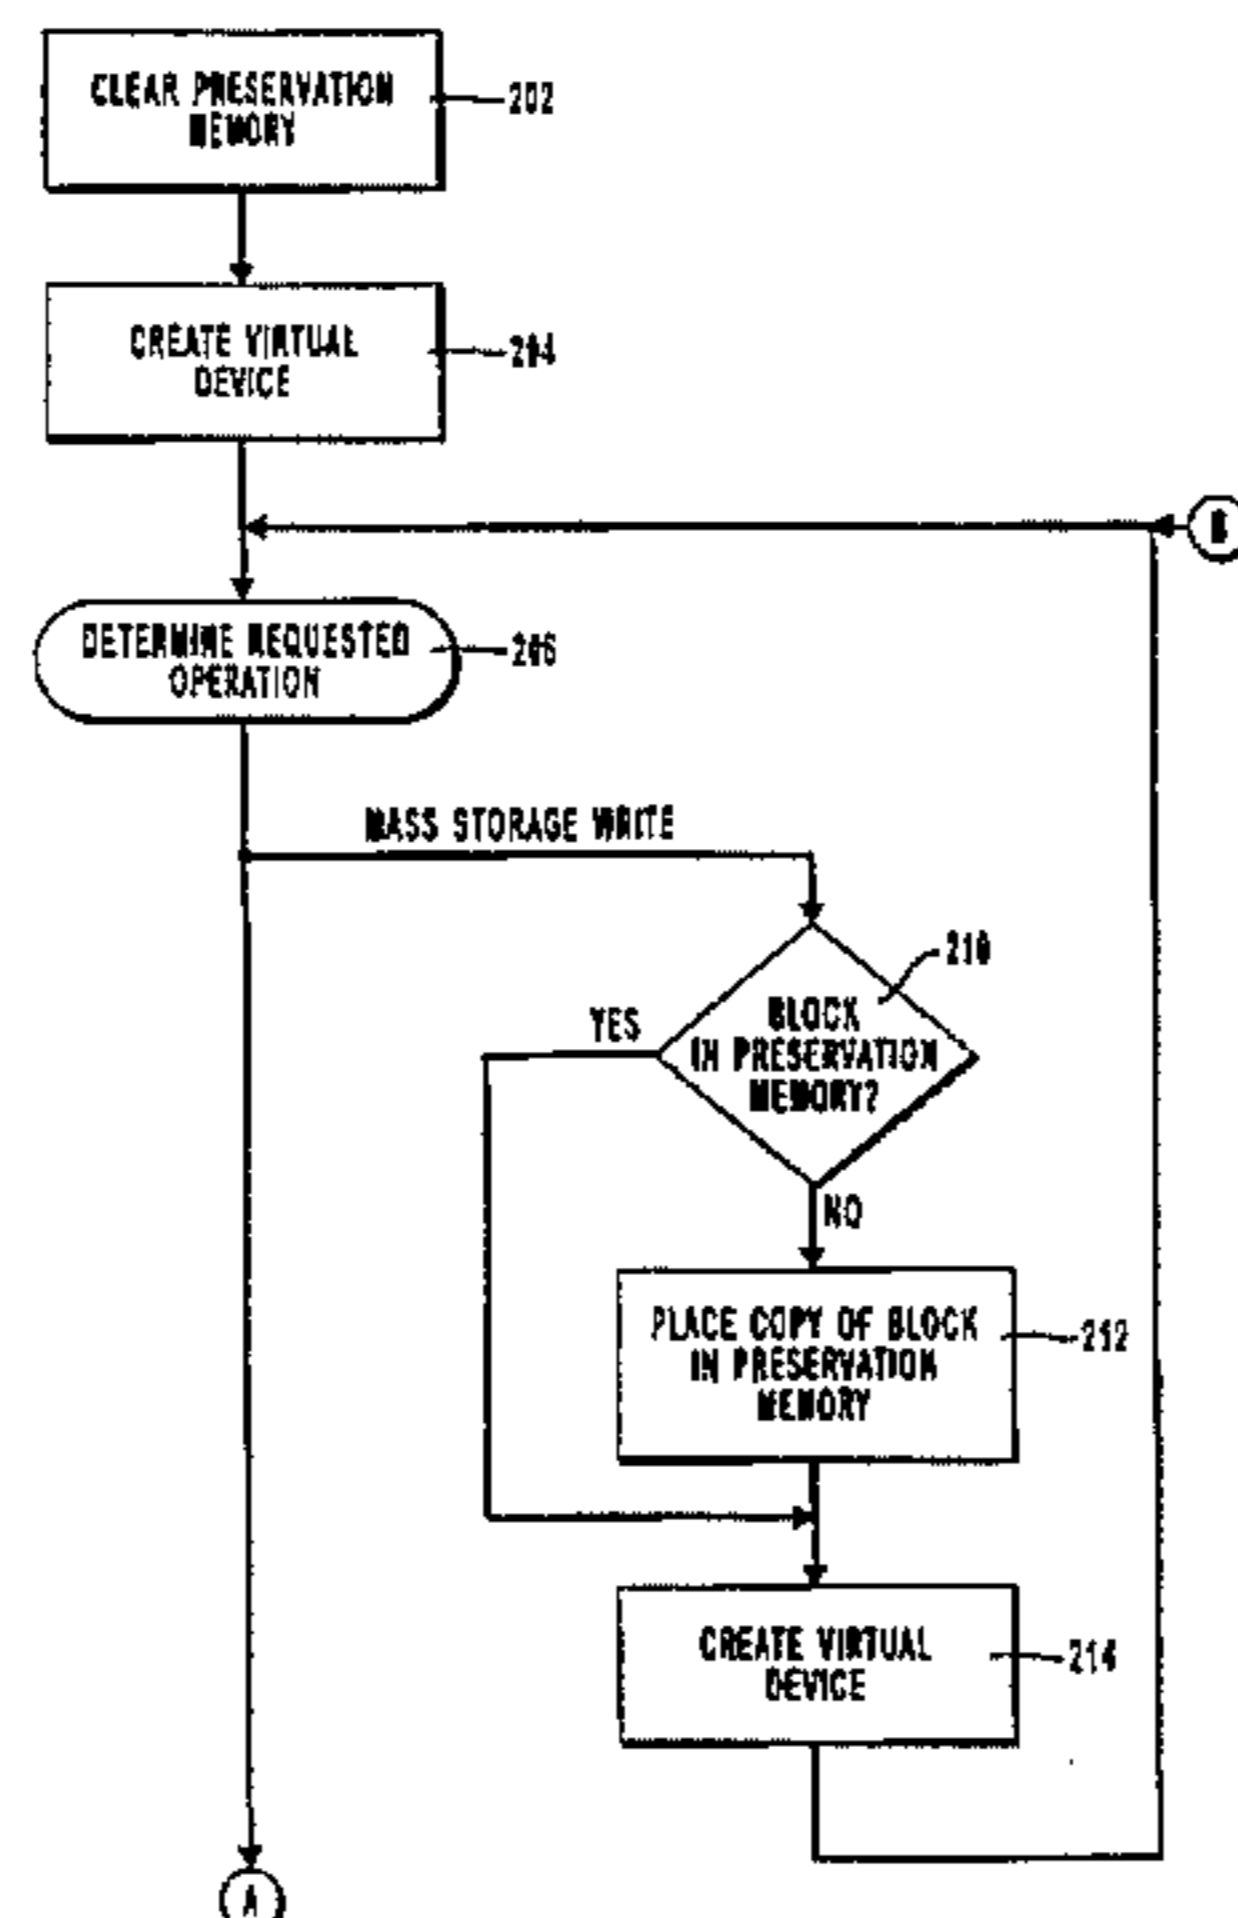 CLEAR PRESERVATION
MEMORY
202
CREATE VIRTUAL
DEVICE
204
B
DETERMINE REQUESTED
OPERATION
206
MASS STORAGE WRITE
210
YES
BLOCK
IN PRESERVATION
MEMORY?
NO
PLACE COPY OF BLOCK
IN PRESERVATION
MEMORY
212
CREATE VIRTUAL
DEVICE
214
A